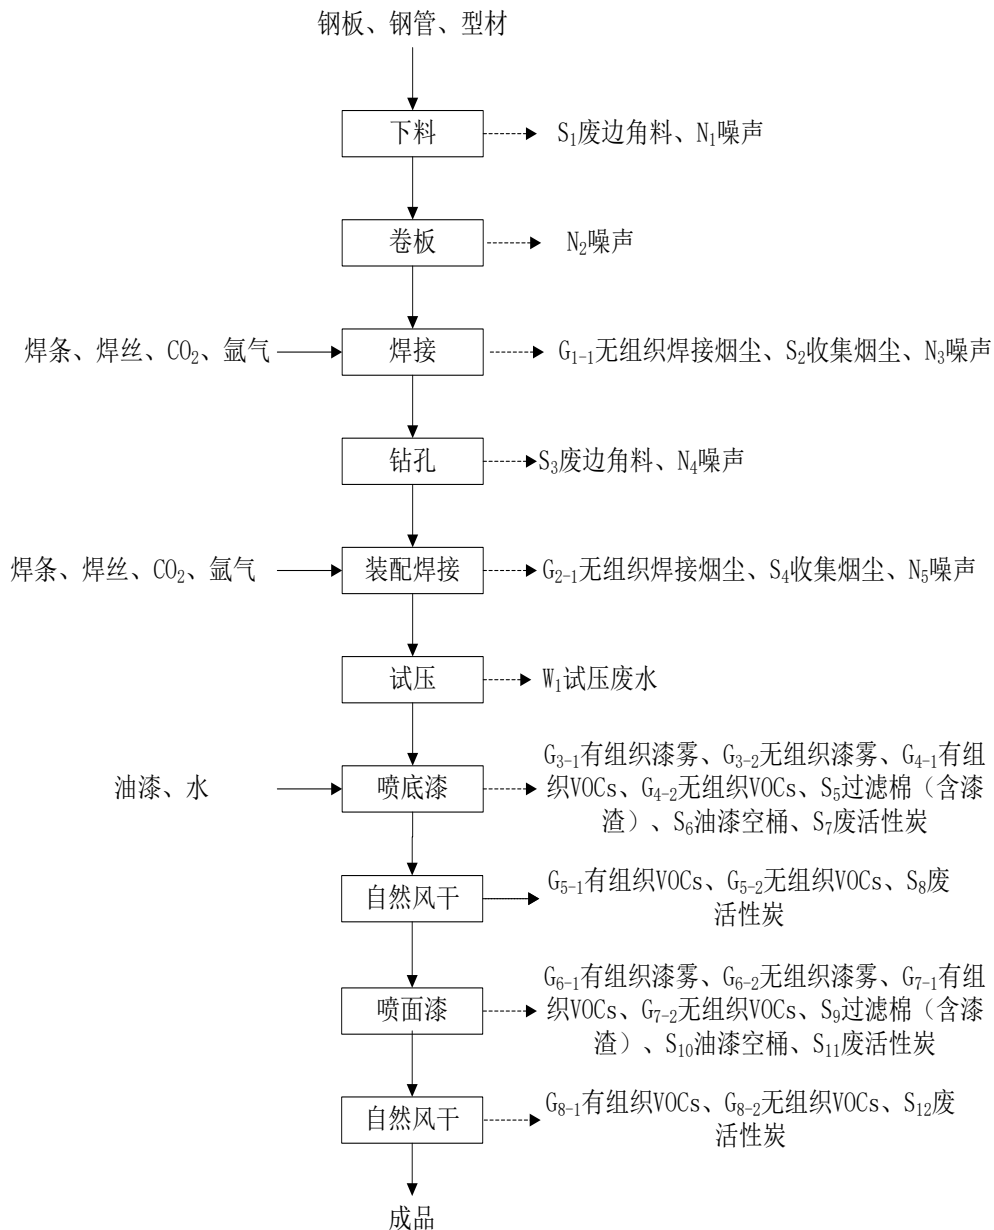 钢板、钢管、型材
下料
S₁废边角料、N₁噪声
卷板
N₂噪声
焊条、焊丝、CO₂、氩气
焊接
G₁₋₁无组织焊接烟尘、S₂收集烟尘、N₃噪声
钻孔
S₃废边角料、N₄噪声
焊条、焊丝、CO₂、氩气
装配焊接
G₂₋₁无组织焊接烟尘、S₄收集烟尘、N₅噪声
试压
W₁试压废水
油漆、水
喷底漆
G₃₋₁有组织漆雾、G₃₋₂无组织漆雾、G₄₋₁有组
织VOCs、G₄₋₂无组织VOCs、S₅过滤棉（含漆
渣）、S₆油漆空桶、S₇废活性炭
自然风干
G₅₋₁有组织VOCs、G₅₋₂无组织VOCs、S₈废
活性炭
喷面漆
G₆₋₁有组织漆雾、G₆₋₂无组织漆雾、G₇₋₁有组
织VOCs、G₇₋₂无组织VOCs、S₉过滤棉（含漆
渣）、S₁₀油漆空桶、S₁₁废活性炭
自然风干
G₈₋₁有组织VOCs、G₈₋₂无组织VOCs、S₁₂废
活性炭
成品